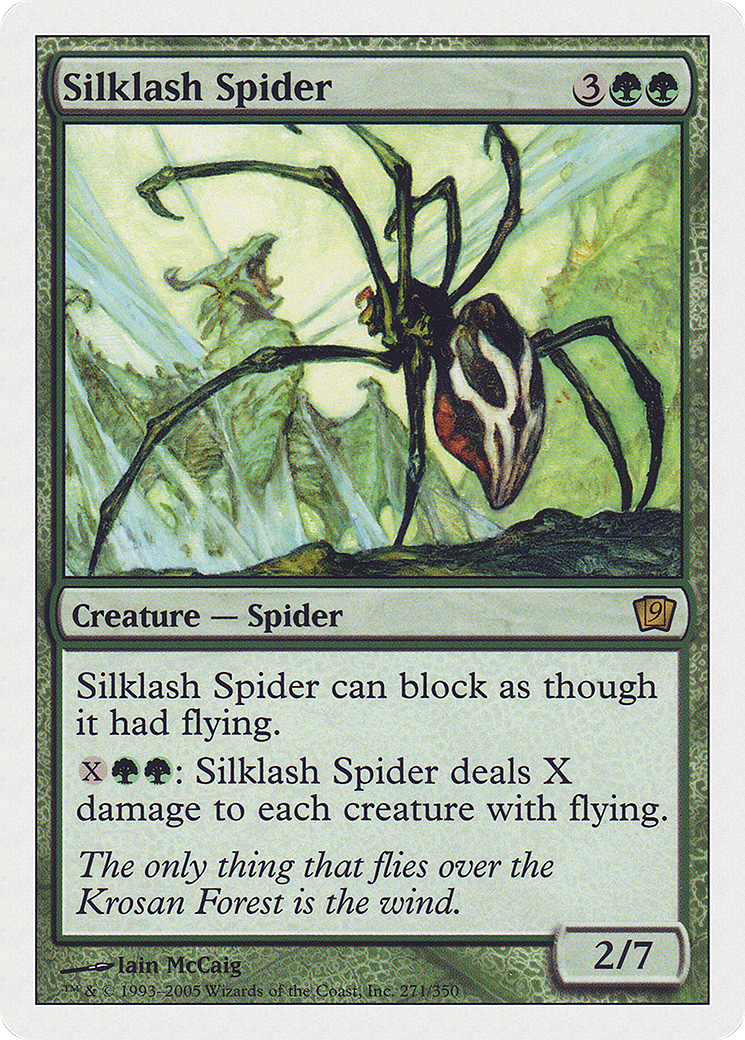 Silklash Spider 3
Creature — Spider 9
Silklash Spider can block as though
it had flying.
X: Silklash Spider deals X
damage to each creature with flying.
The only thing that flies over the
Krosan Forest is the wind.
2/7
Iain McCaig
™ & © 1993–2005 Wizards of the Coast, Inc. 271/350